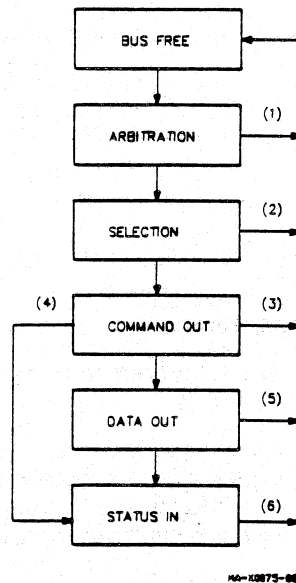 BUS FREE
(1)
ARBITRATION
(2)
SELECTION
(4)
(3)
COMMAND OUT
(5)
DATA OUT
(6)
STATUS IN